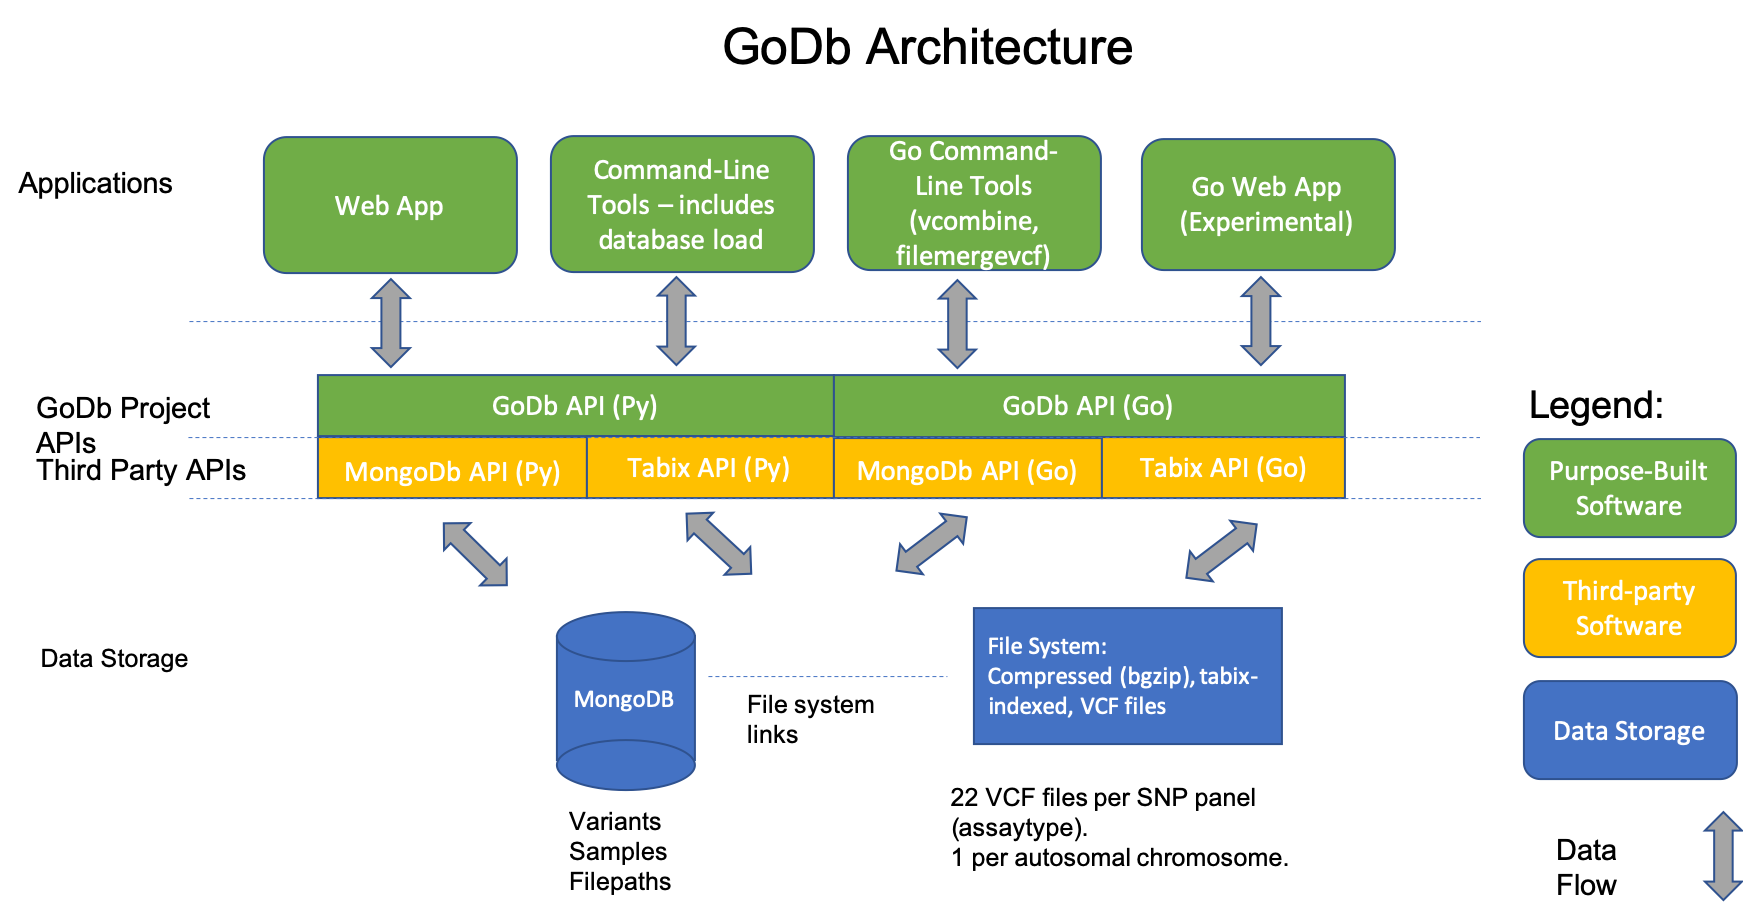 GoDb Architecture
Applications
Web App
Command-Line
Tools – includes
database load
Go Command-
Line Tools
(vcombine,
filemergevcf)
Go Web App
(Experimental)
GoDb Project
APIs
GoDb API (Py)
GoDb API (Go)
Third Party APIs
MongoDb API (Py)
Tabix API (Py)
MongoDb API (Go)
Tabix API (Go)
Data Storage
MongoDB
File system
links
File System:
Compressed (bgzip), tabix-
indexed, VCF files
Variants
Samples
Filepaths
22 VCF files per SNP panel
(assaytype).
1 per autosomal chromosome.
Legend:
Purpose-Built
Software
Third-party
Software
Data Storage
Data
Flow